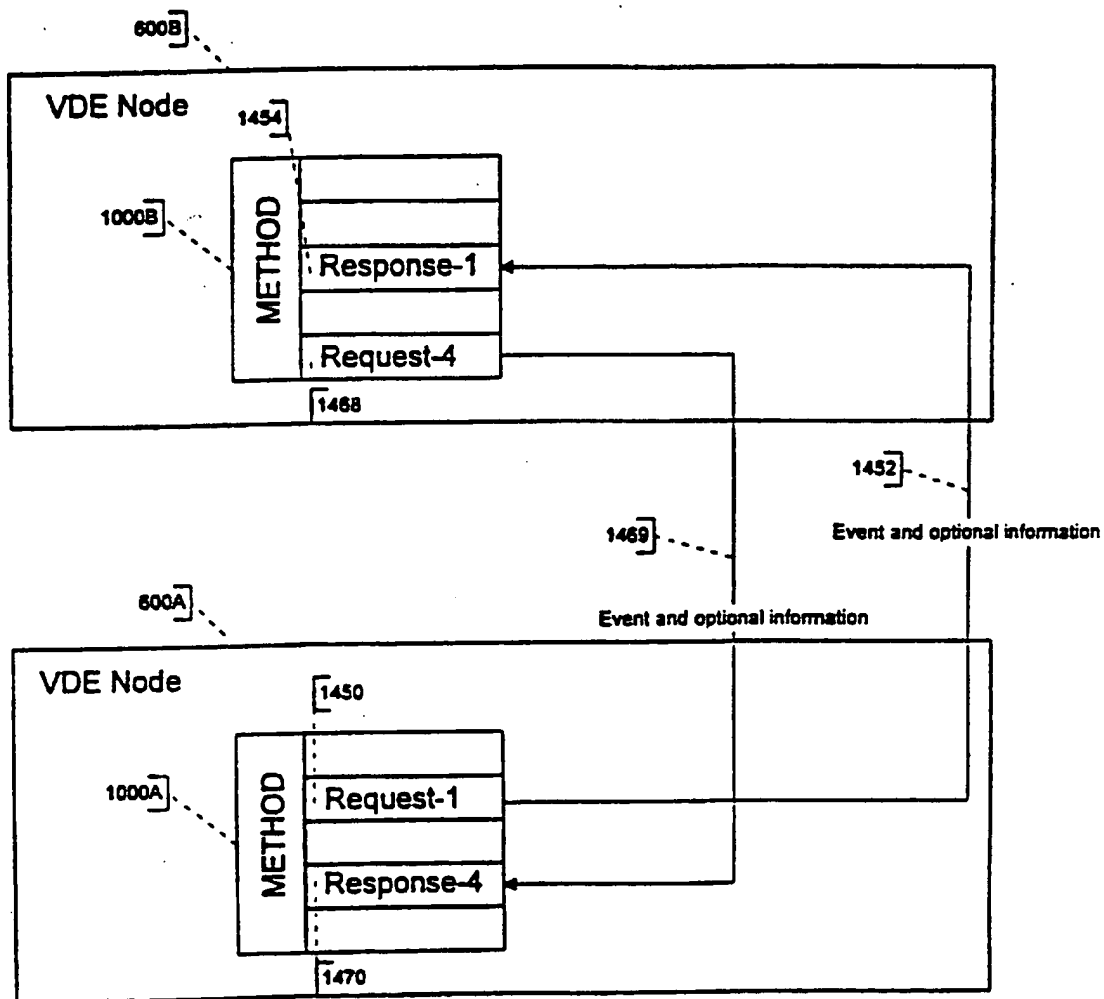 600B
VDE Node
1454
1000B
METHOD
Response-1
Request-4
1468
1452
Event and optional information
1469
Event and optional information
600A
VDE Node
1450
1000A
METHOD
Request-1
Response-4
1470